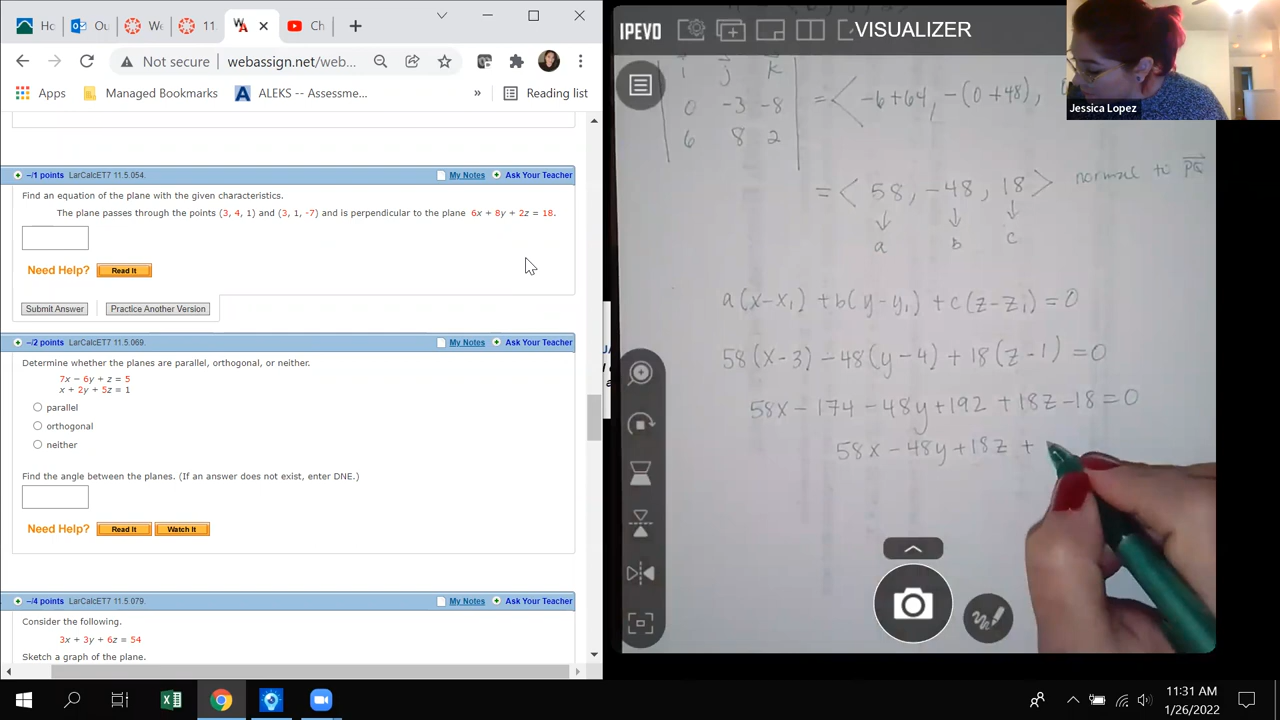 Ho
Ou
We
11
Ch
Not secure
webassign.net/web...
Apps
Managed Bookmarks
ALEKS -- Assessme...
»
Reading list
-/1 points LarCalcET7 11.5.054. My Notes Ask Your Teacher
Find an equation of the plane with the given characteristics.
The plane passes through the points (3, 4, 1) and (3, 1, -7) and is perpendicular to the plane 6x + 8y + 2z = 18.
Need Help? Read It
Submit Answer Practice Another Version
-/2 points LarCalcET7 11.5.069. My Notes Ask Your Teacher
Determine whether the planes are parallel, orthogonal, or neither.
7x − 6y + z = 5
x + 2y + 5z = 1
parallel
orthogonal
neither
Find the angle between the planes. (If an answer does not exist, enter DNE.)
Need Help? Read It Watch It
-/4 points LarCalcET7 11.5.079. My Notes Ask Your Teacher
Consider the following.
3x + 3y + 6z = 54
Sketch a graph of the plane.
IPEVO
VISUALIZER
Jessica Lopez
i j k
0 -3 -8 = < -6+64, -(0+48), 0
6 8 2
= < 58, -48, 18 > normal to PQ
a b c
a(x-x₁) + b(y-y₁) + c(z-z₁) = 0
58(x-3) - 48(y-4) + 18(z-1) = 0
58x - 174 - 48y + 192 + 18z - 18 = 0
58x - 48y + 18z +
11:31 AM
1/26/2022